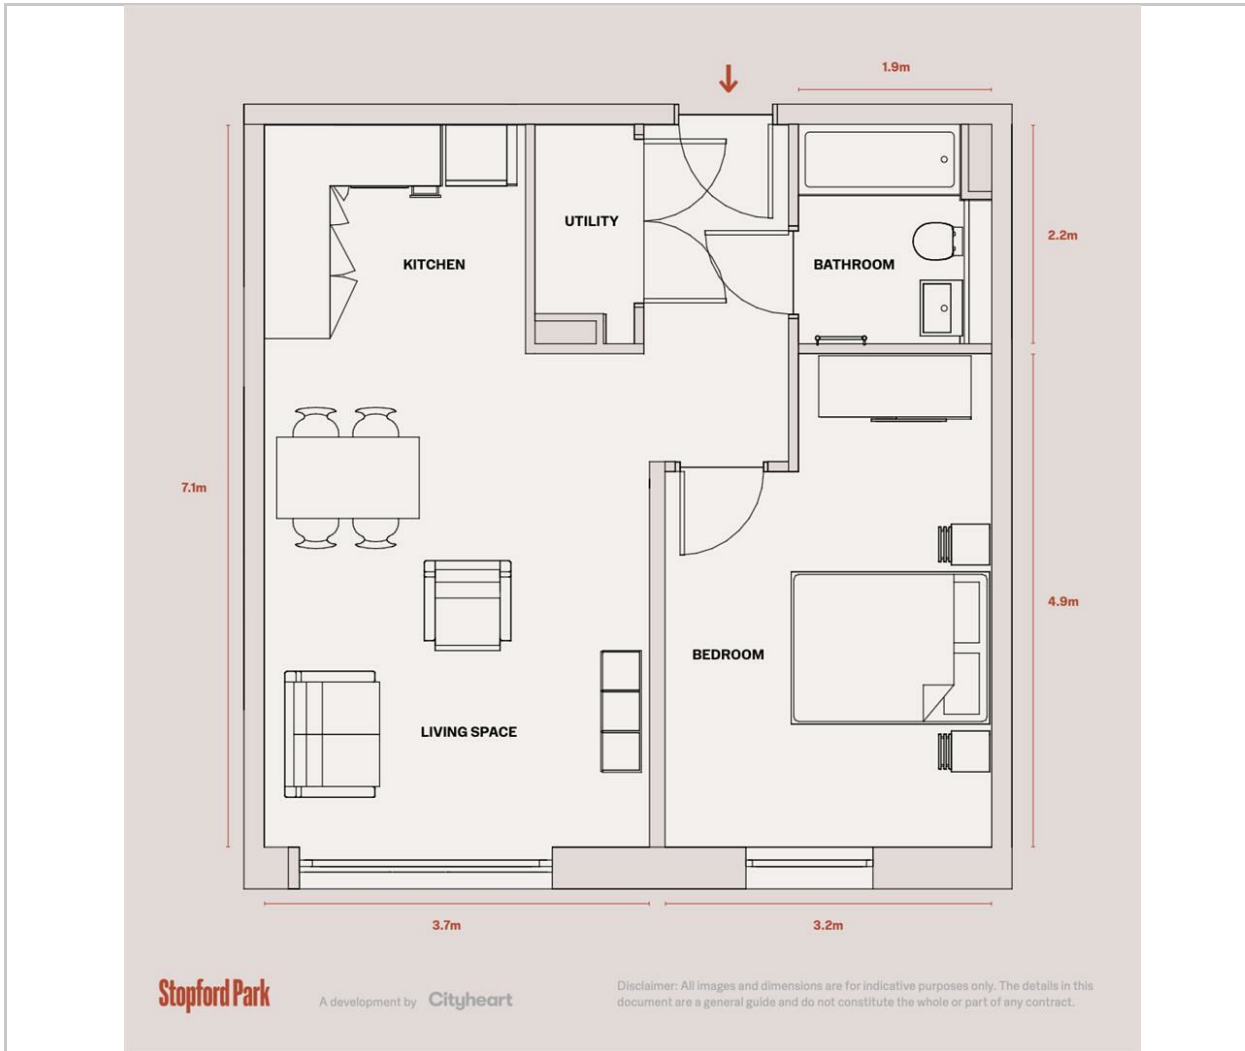 1.9m
UTILITY
KITCHEN
BATHROOM
2.2m
7.1m
4.9m
BEDROOM
LIVING SPACE
3.7m
3.2m
Stopford Park
A development by Cityheart
Disclaimer: All images and dimensions are for indicative purposes only. The details in this
document are a general guide and do not constitute the whole or part of any contract.